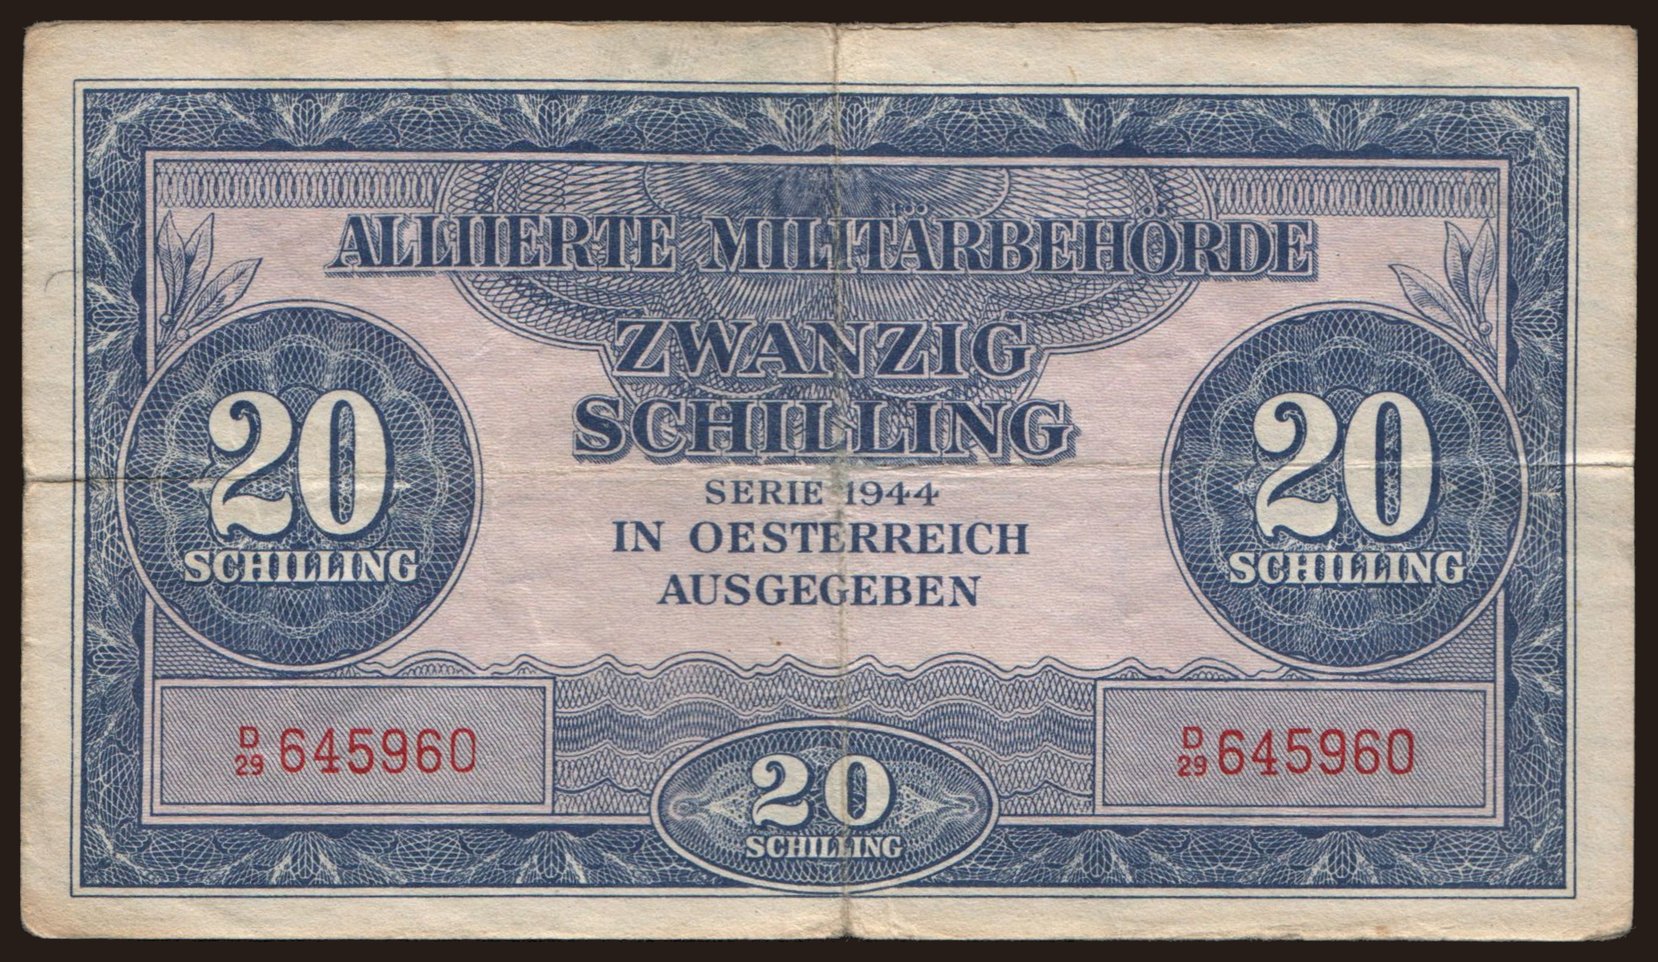 ALLIIERTE MILITÄRBEHÖRDE
ZWANZIG
SCHILLING
20
SCHILLING
20
SCHILLING
SERIE 1944
IN OESTERREICH
AUSGEGEBEN
D
29 645960
D
29 645960
20
SCHILLING